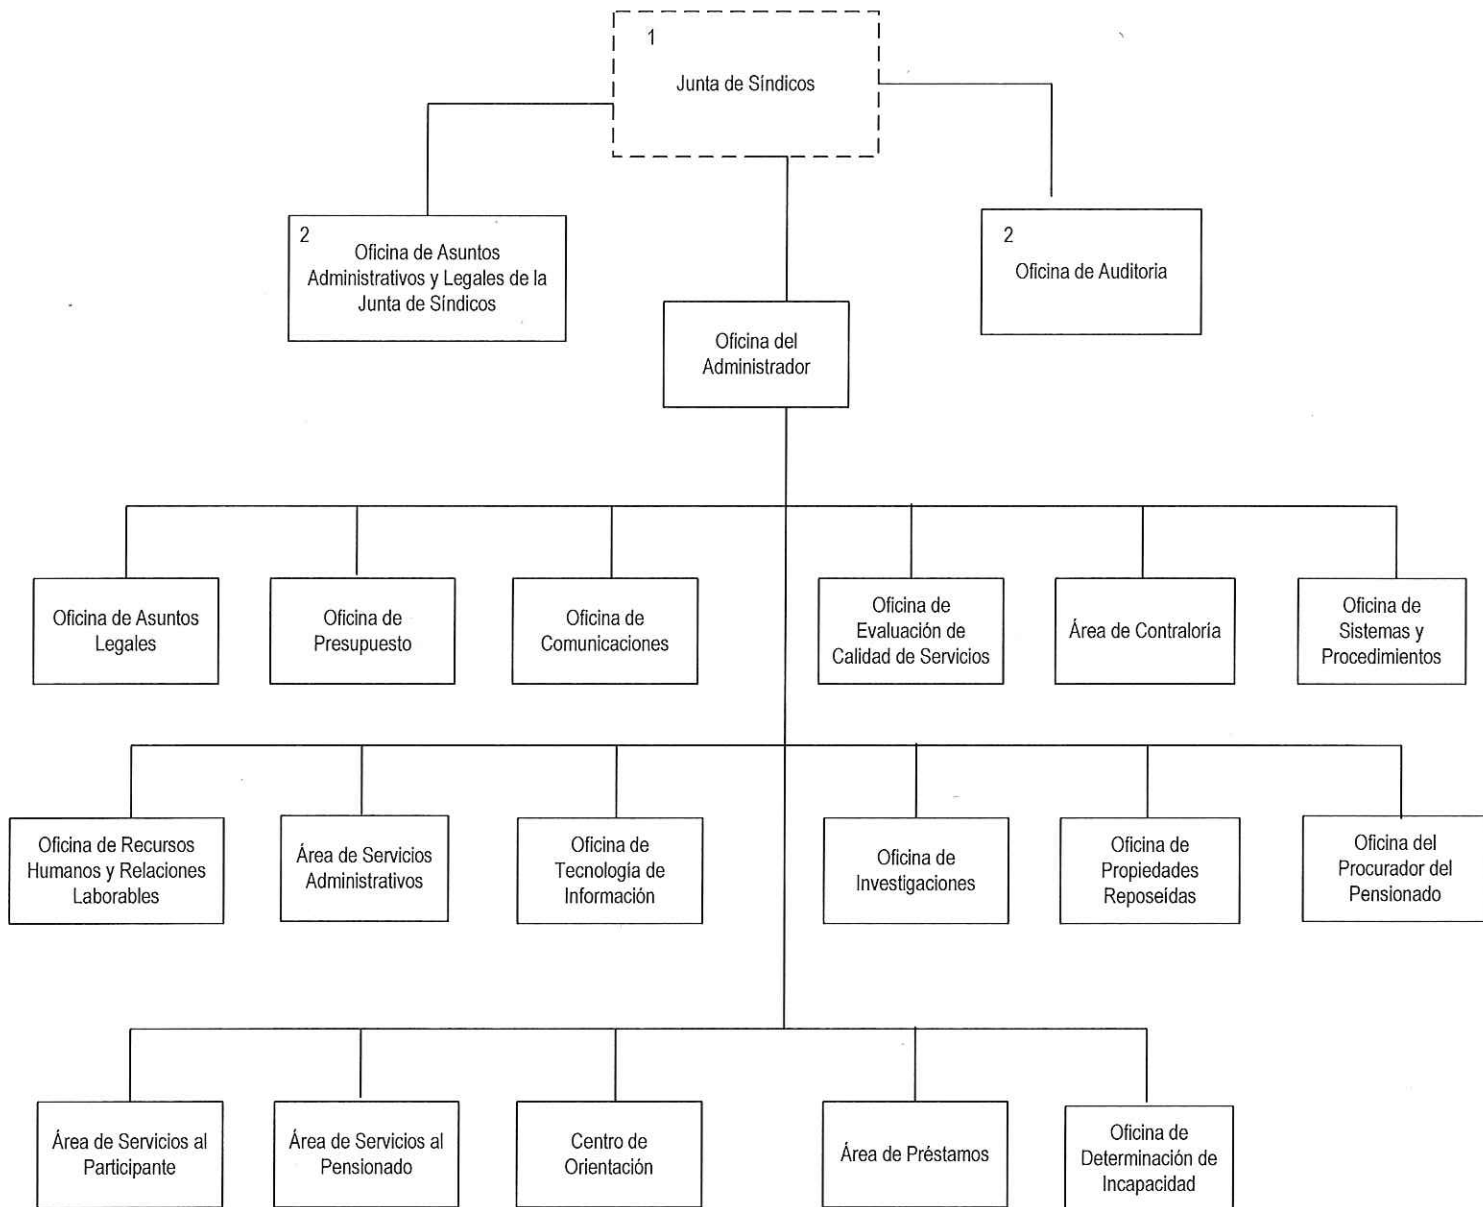 1
Junta de Síndicos
2
Oficina de Asuntos
Administrativos y Legales de la
Junta de Síndicos
2
Oficina de Auditoria
Oficina del
Administrador
Oficina de Asuntos
Legales
Oficina de
Presupuesto
Oficina de
Comunicaciones
Oficina de
Evaluación de
Calidad de Servicios
Área de Contraloría
Oficina de
Sistemas y
Procedimientos
Oficina de Recursos
Humanos y Relaciones
Laborables
Área de Servicios
Administrativos
Oficina de
Tecnología de
Información
Oficina de
Investigaciones
Oficina de
Propiedades
Reposeídas
Oficina del
Procurador del
Pensionado
Área de Servicios al
Participante
Área de Servicios al
Pensionado
Centro de
Orientación
Área de Préstamos
Oficina de
Determinación de
Incapacidad